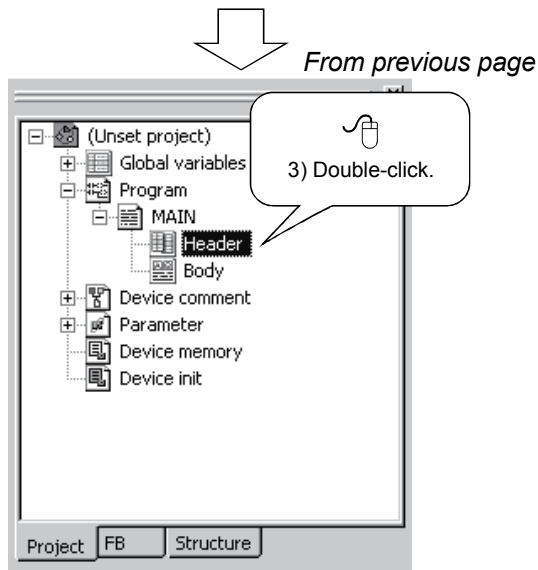 From previous page
3) Double-click.
(Unset project)
Global variables
Program
MAIN
Header
Body
Device comment
Parameter
Device memory
Device init
Project FB Structure